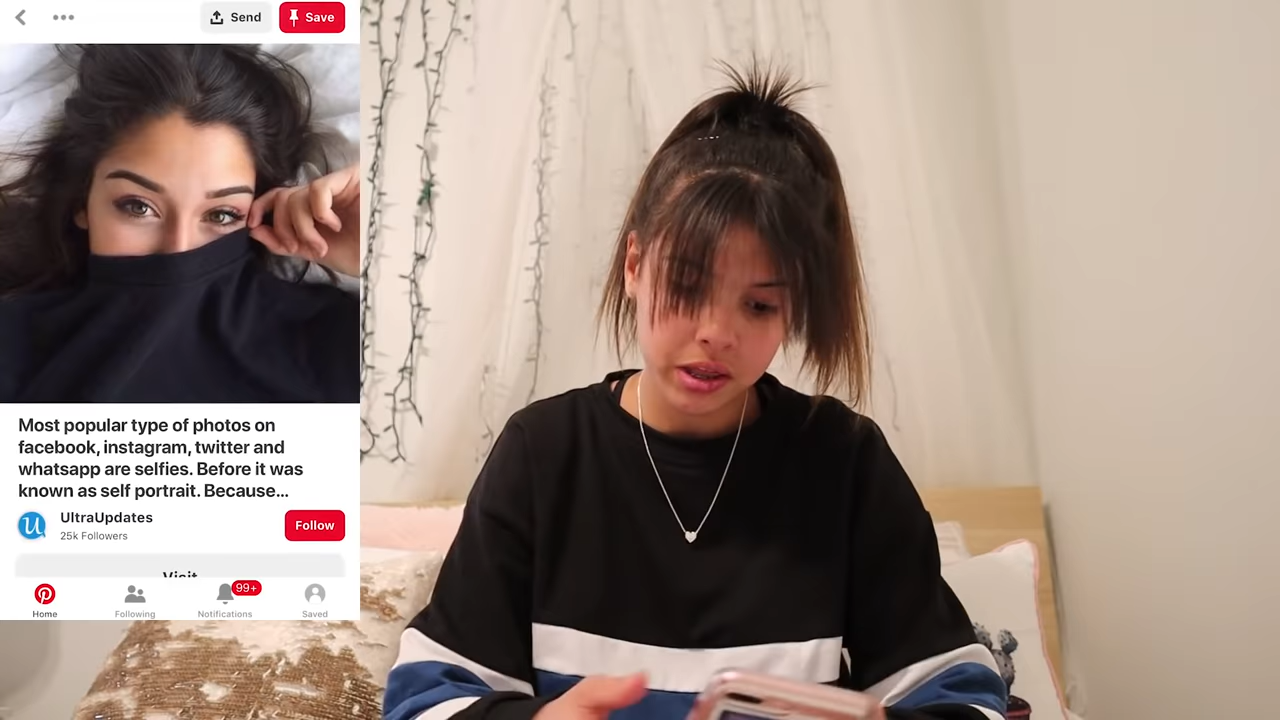 Send
Save
Most popular type of photos on
facebook, instagram, twitter and
whatsapp are selfies. Before it was
known as self portrait. Because...
UltraUpdates
25k Followers
Follow
Visit
99+
Home
Following
Notifications
Saved